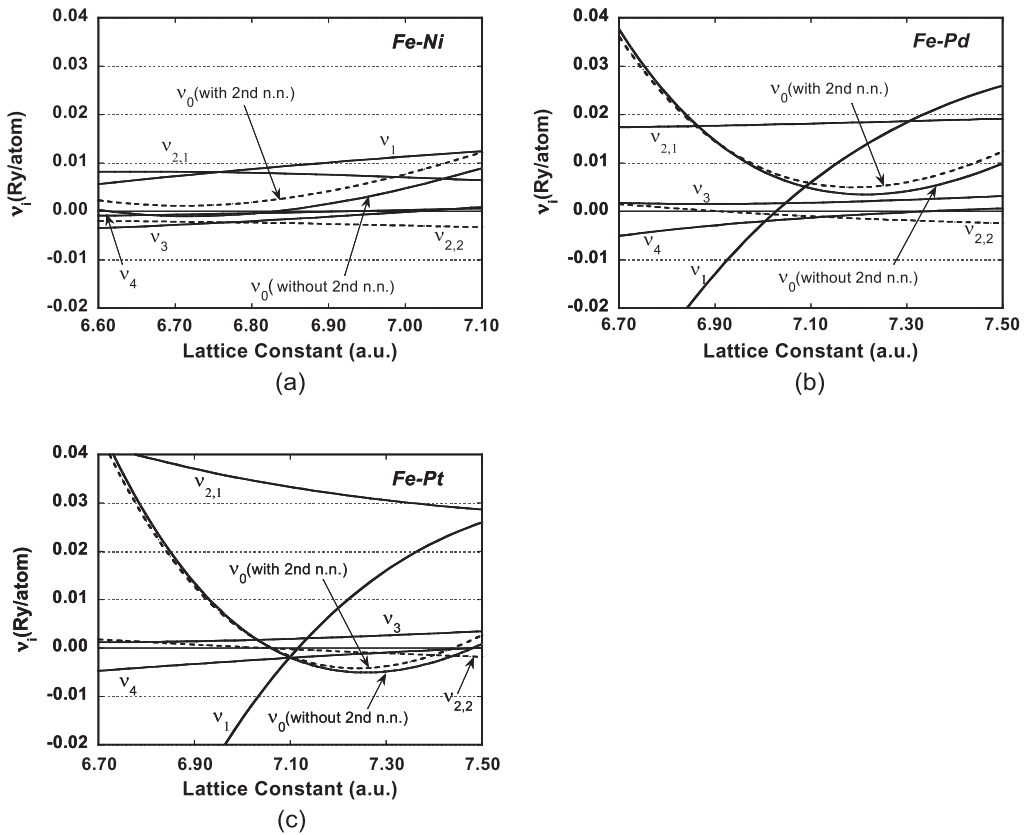 Fe-Ni
ν0(with 2nd n.n.)
ν2,1
ν1
ν3
ν4
ν2,2
ν0(without 2nd n.n.)
νi(Ry/atom)
0.04
0.03
0.02
0.01
0.00
-0.01
-0.02
6.60 6.70 6.80 6.90 7.00 7.10
Lattice Constant (a.u.)
(a)
Fe-Pd
ν0(with 2nd n.n.)
ν2,1
ν3
ν4
ν1
ν2,2
ν0(without 2nd n.n.)
νi(Ry/atom)
0.04
0.03
0.02
0.01
0.00
-0.01
-0.02
6.70 6.90 7.10 7.30 7.50
Lattice Constant (a.u.)
(b)
Fe-Pt
ν2,1
ν0(with 2nd n.n.)
ν3
ν4
ν1
ν0(without 2nd n.n.)
ν2,2
νi(Ry/atom)
0.04
0.03
0.02
0.01
0.00
-0.01
-0.02
6.70 6.90 7.10 7.30 7.50
Lattice Constant (a.u.)
(c)